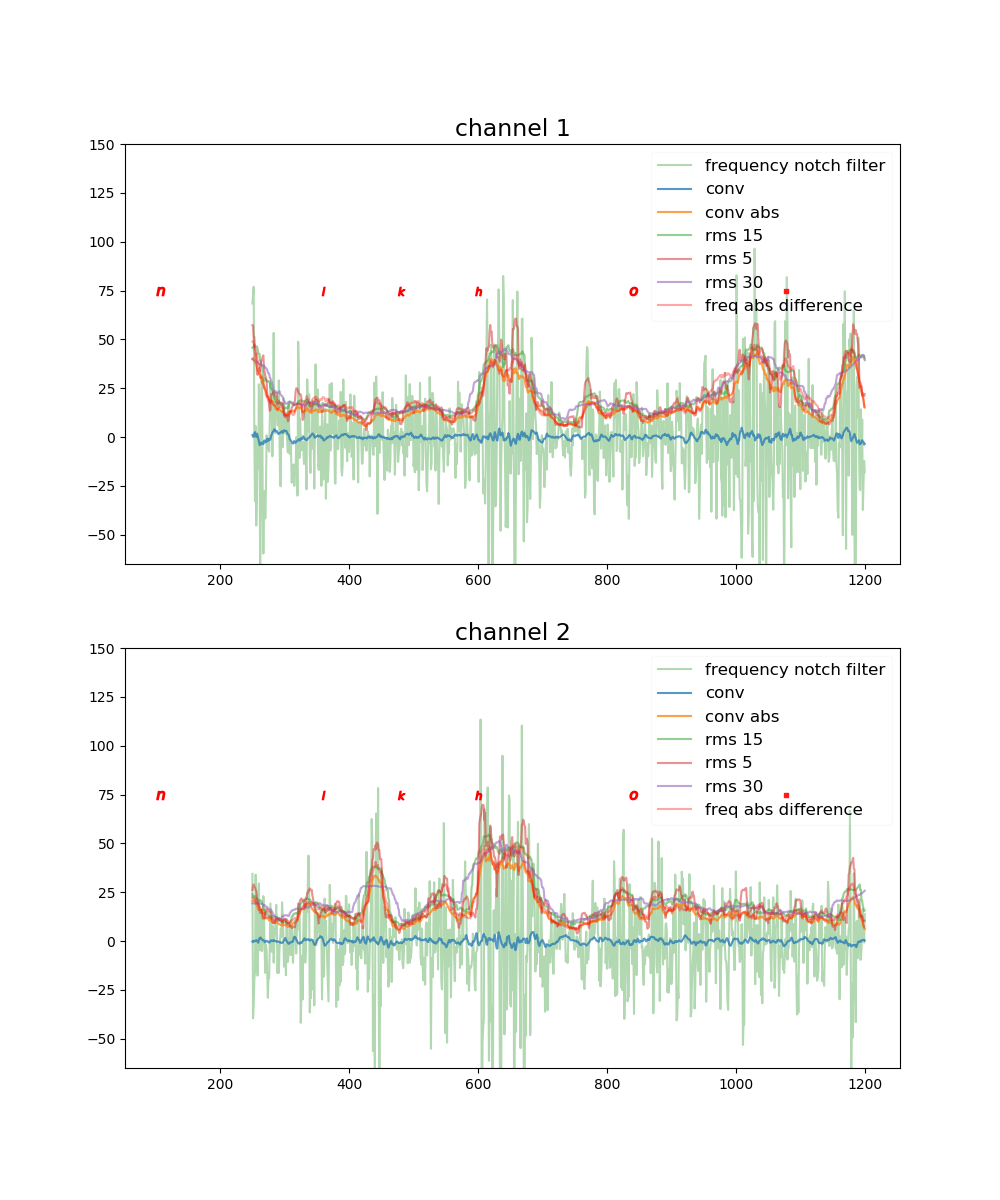 channel 1
150
125
100
75
50
25
0
−25
−50
frequency notch filter
conv
conv abs
rms 15
rms 5
rms 30
freq abs difference
n l k h o .
200 400 600 800 1000 1200
channel 2
150
125
100
75
50
25
0
−25
−50
frequency notch filter
conv
conv abs
rms 15
rms 5
rms 30
freq abs difference
n l k h o .
200 400 600 800 1000 1200